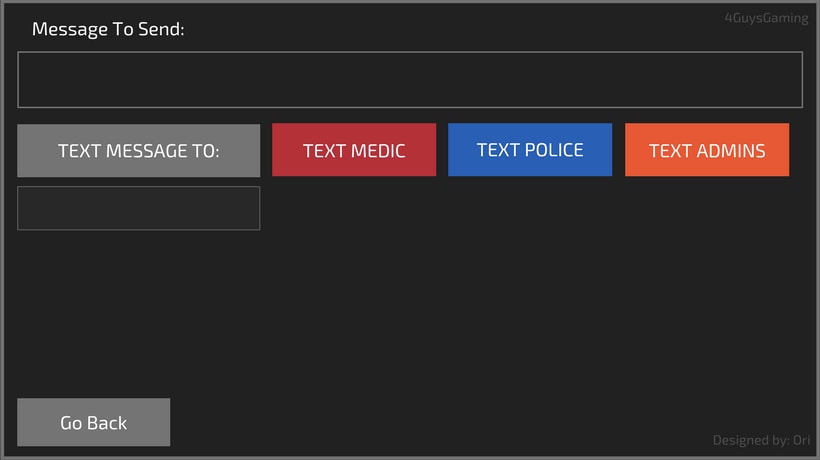 4GuysGaming
Message To Send:
TEXT MESSAGE TO:
TEXT MEDIC
TEXT POLICE
TEXT ADMINS
Go Back
Designed by: Ori